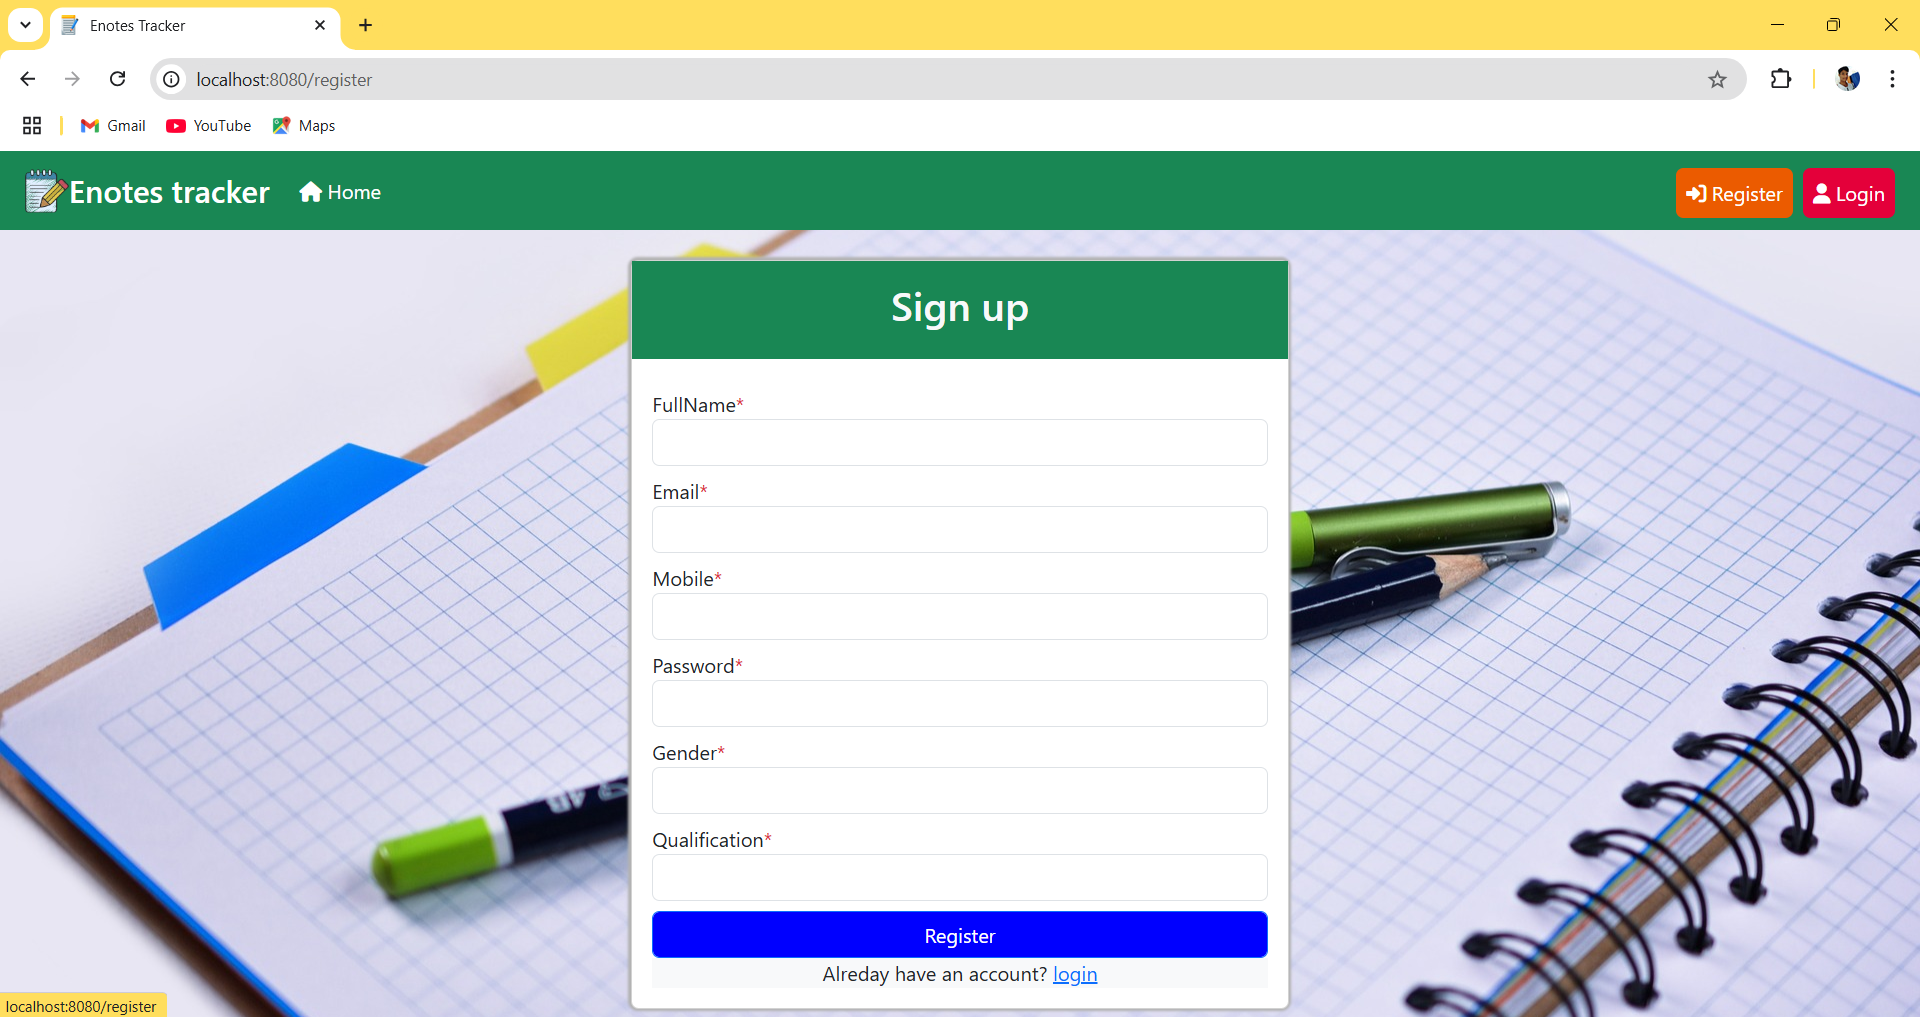 Enotes Tracker
localhost:8080/register
Gmail YouTube Maps
Enotes tracker Home Register Login
Sign up
FullName*
Email*
Mobile*
Password*
Gender*
Qualification*
Register
Alreday have an account? login
localhost:8080/register